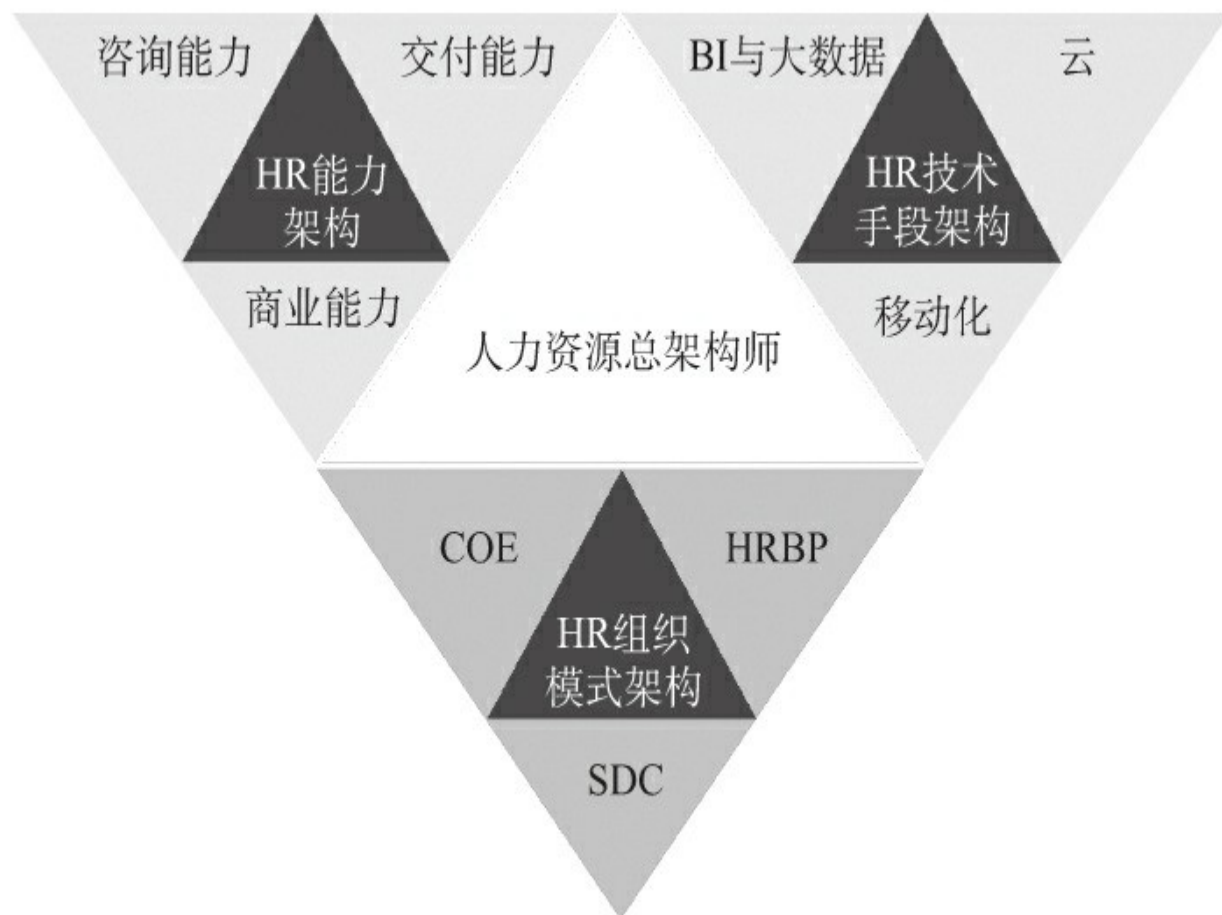 咨询能力
交付能力
HR能力
架构
商业能力
BI与大数据
云
HR技术
手段架构
移动化
人力资源总架构师
COE
HRBP
HR组织
模式架构
SDC